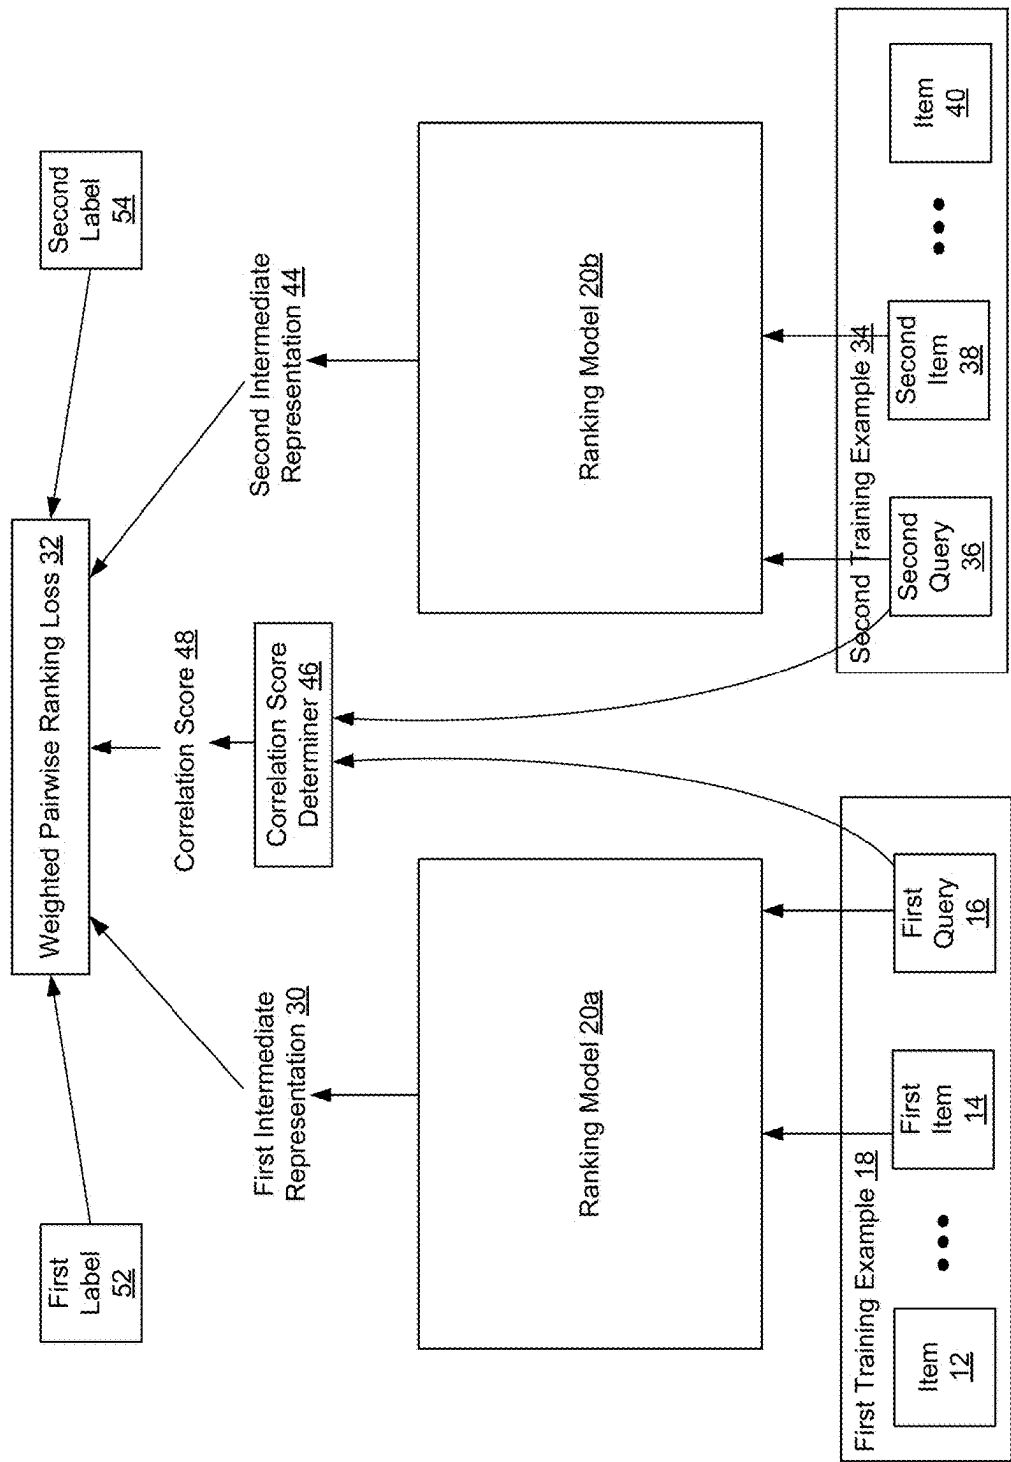 Weighted Pairwise Ranking Loss 32
First
Label
52
Second
Label
54
Correlation Score 48
First Intermediate
Representation 30
Correlation Score
Determiner 46
Second Intermediate
Representation 44
Ranking Model 20a
Ranking Model 20b
First Training Example 18
Item
12
First
Item
14
First
Query
16
Second Training Example 34
Second
Query
36
Second
Item
38
Item
40